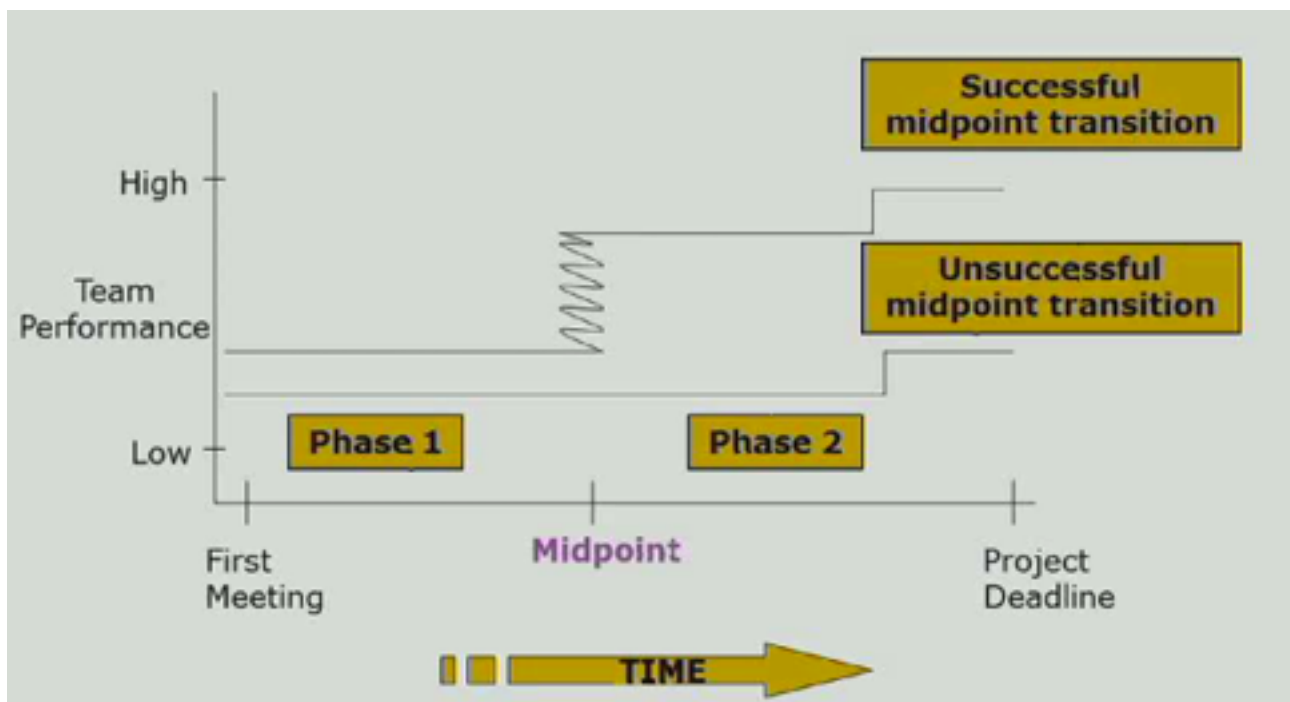 Successful
midpoint transition
High
Unsuccessful
midpoint transition
Team
Performance
Phase 1
Phase 2
Low
Midpoint
First
Meeting
Project
Deadline
TIME